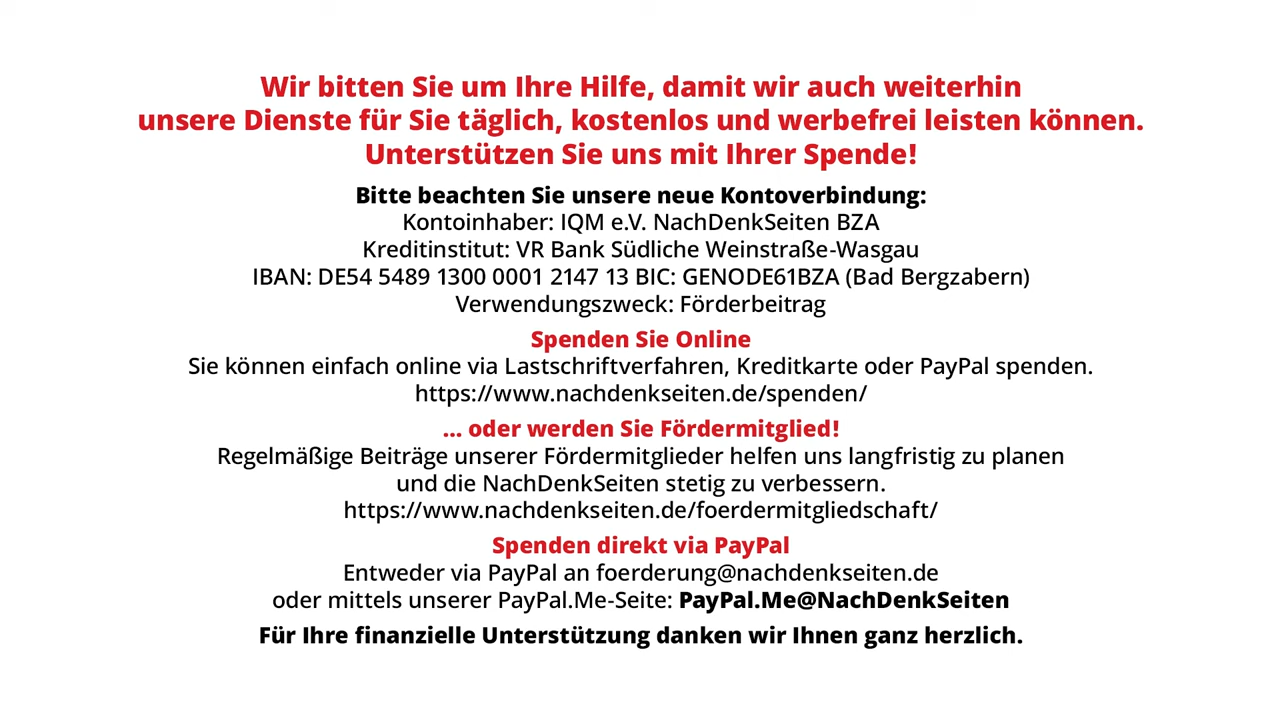 Wir bitten Sie um Ihre Hilfe, damit wir auch weiterhin
unsere Dienste für Sie täglich, kostenlos und werbefrei leisten können.
Unterstützen Sie uns mit Ihrer Spende!
Bitte beachten Sie unsere neue Kontoverbindung:
Kontoinhaber: IQM e.V. NachDenkSeiten BZA
Kreditinstitut: VR Bank Südliche Weinstraße-Wasgau
IBAN: DE54 5489 1300 0001 2147 13 BIC: GENODE61BZA (Bad Bergzabern)
Verwendungszweck: Förderbeitrag
Spenden Sie Online
Sie können einfach online via Lastschriftverfahren, Kreditkarte oder PayPal spenden.
https://www.nachdenkseiten.de/spenden/
... oder werden Sie Fördermitglied!
Regelmäßige Beiträge unserer Fördermitglieder helfen uns langfristig zu planen
und die NachDenkSeiten stetig zu verbessern.
https://www.nachdenkseiten.de/foerdermitgliedschaft/
Spenden direkt via PayPal
Entweder via PayPal an foerderung@nachdenkseiten.de
oder mittels unserer PayPal.Me-Seite: PayPal.Me@NachDenkSeiten
Für Ihre finanzielle Unterstützung danken wir Ihnen ganz herzlich.